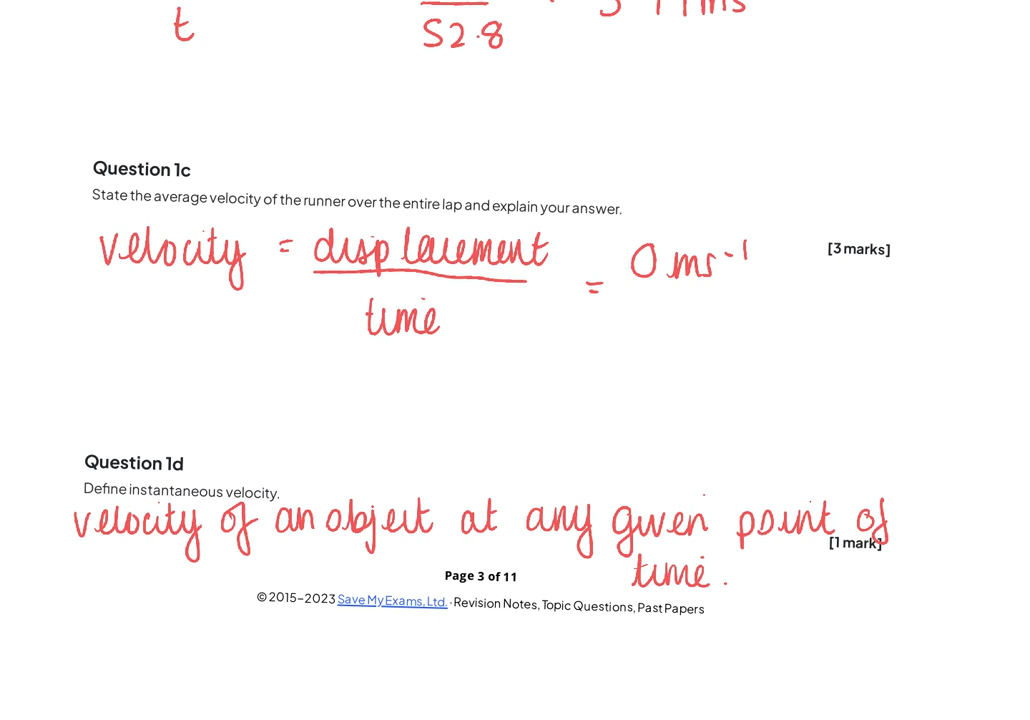 t
52.8
Question 1c
State the average velocity of the runner over the entire lap and explain your answer.
velocity = displacement = 0 ms⁻¹
[3 marks]
time
Question 1d
Define instantaneous velocity.
velocity of an object at any given point of
[1 mark]
time.
Page 3 of 11
© 2015-2023 Save My Exams, Ltd. · Revision Notes, Topic Questions, Past Papers